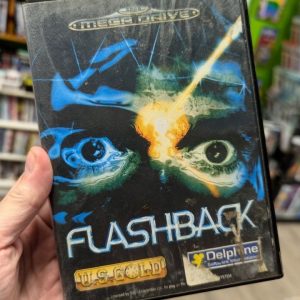 MEGA DRIVE
FLASHBACK
U.S. GOLD
Delphine